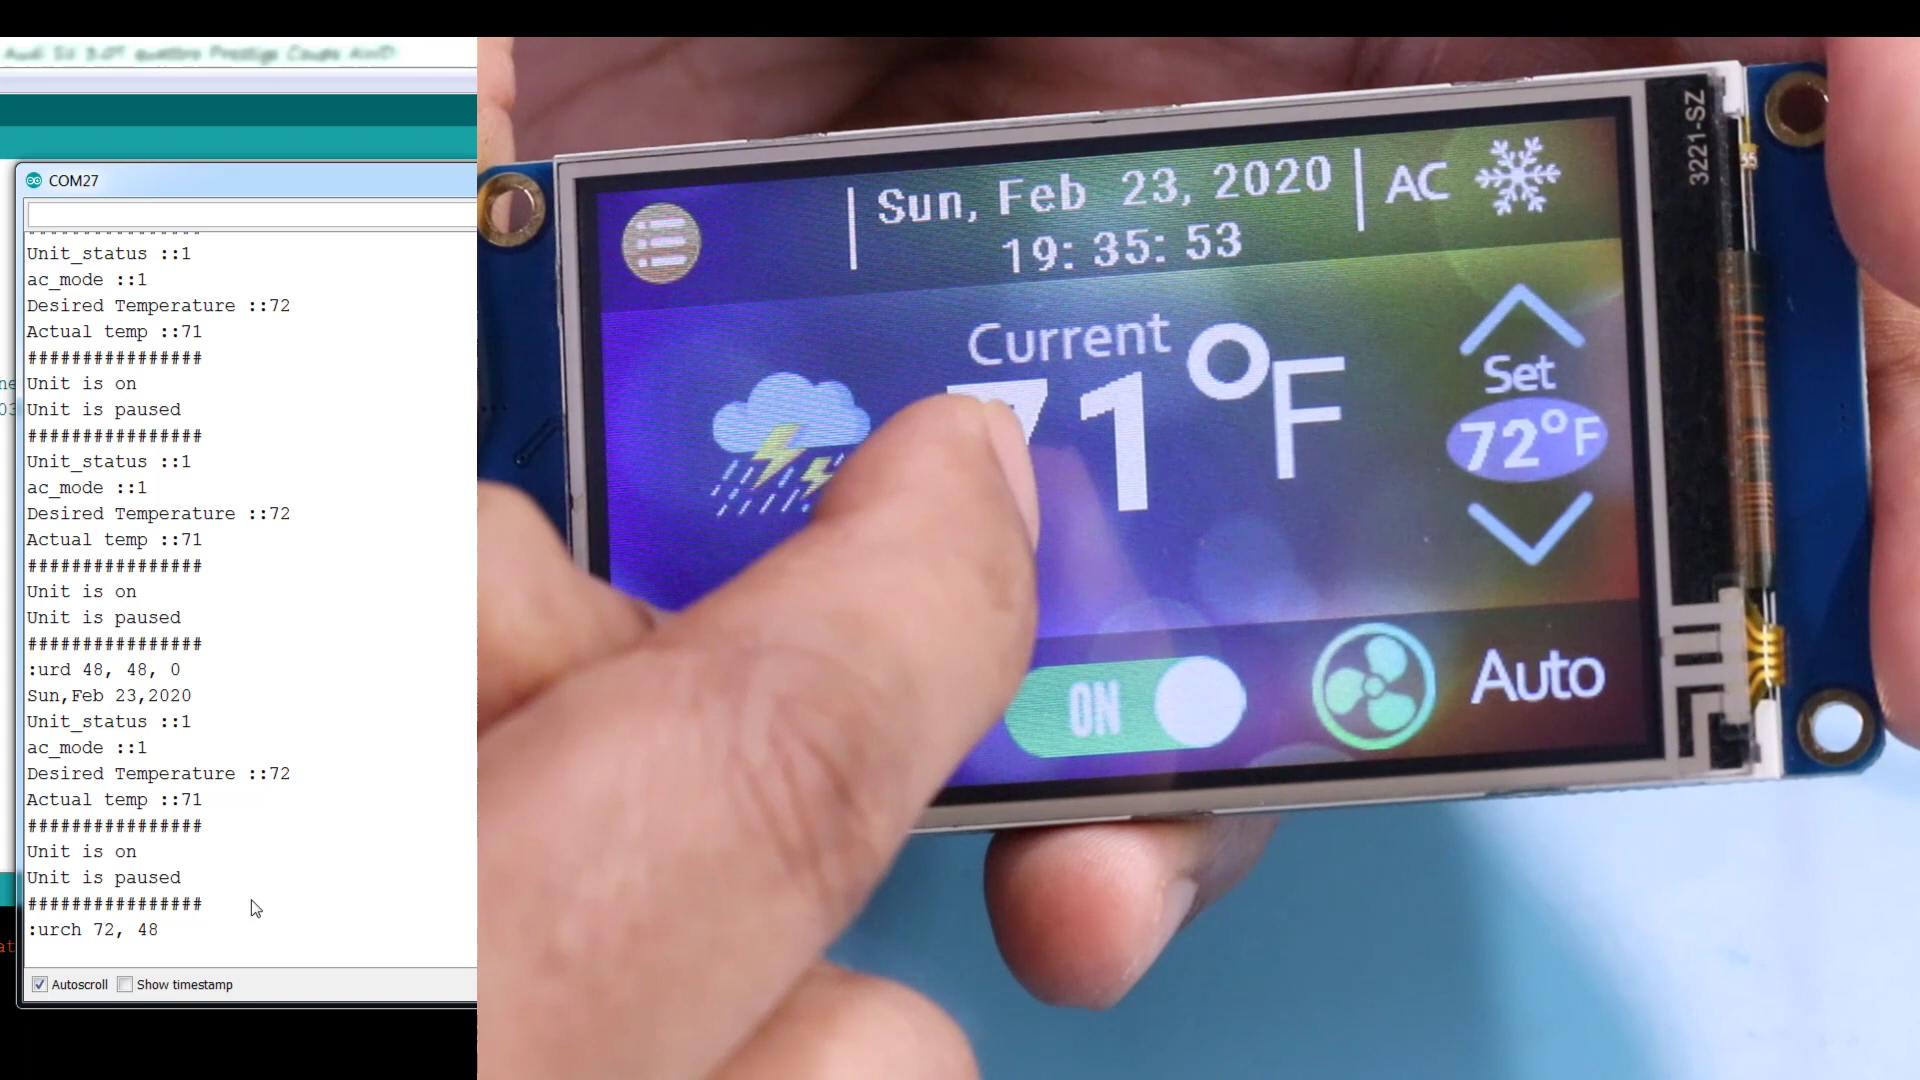 COM27
Unit_status ::1
ac_mode ::1
Desired Temperature ::72
Actual temp ::71
################
Unit is on
Unit is paused
################
Unit_status ::1
ac_mode ::1
Desired Temperature ::72
Actual temp ::71
################
Unit is on
Unit is paused
################
:urd 48, 48, 0
Sun,Feb 23,2020
Unit_status ::1
ac_mode ::1
Desired Temperature ::72
Actual temp ::71
################
Unit is on
Unit is paused
################
:urch 72, 48
Autoscroll Show timestamp
Sun, Feb 23, 2020
19: 35: 53
AC
Current
71°F
Set
72°F
ON
Auto
3221-SZ